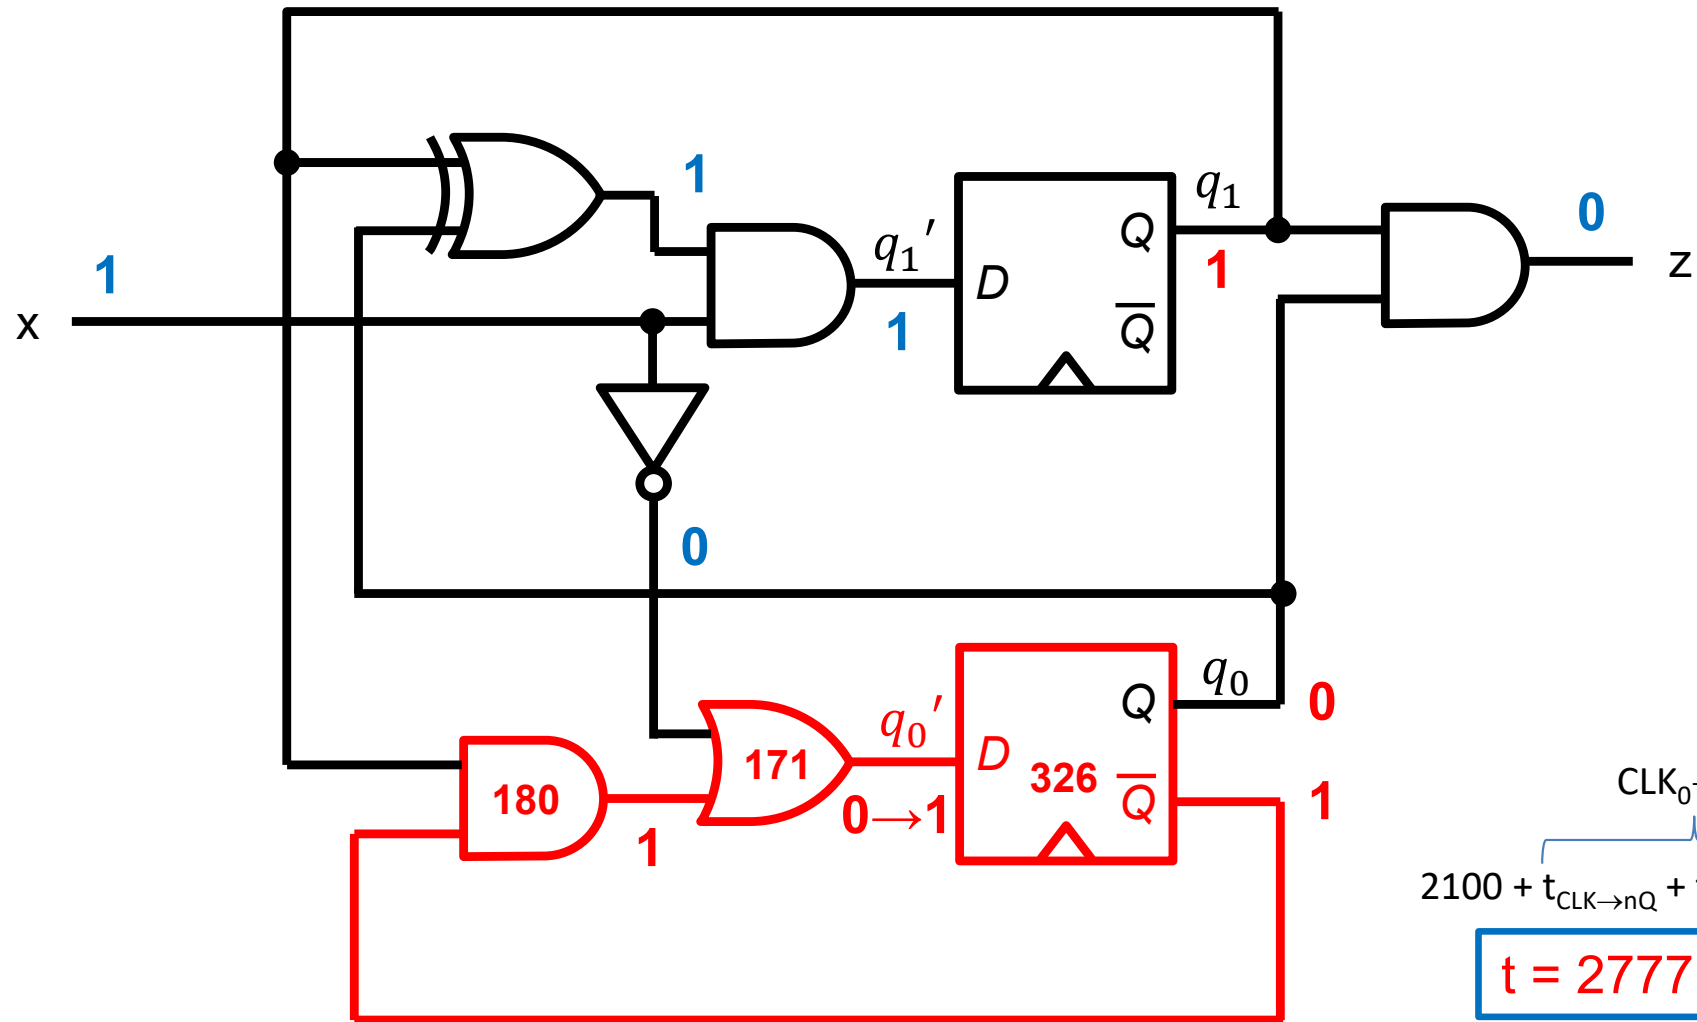 1
q₁
0
Q
q₁′
1
z
1
D
x
1
Q̅
0
q₀
Q
0
q₀′
D
171
326
Q̅
1
180
0→1
1
CLK₀
2100 + t_CLK→nQ +
t = 2777